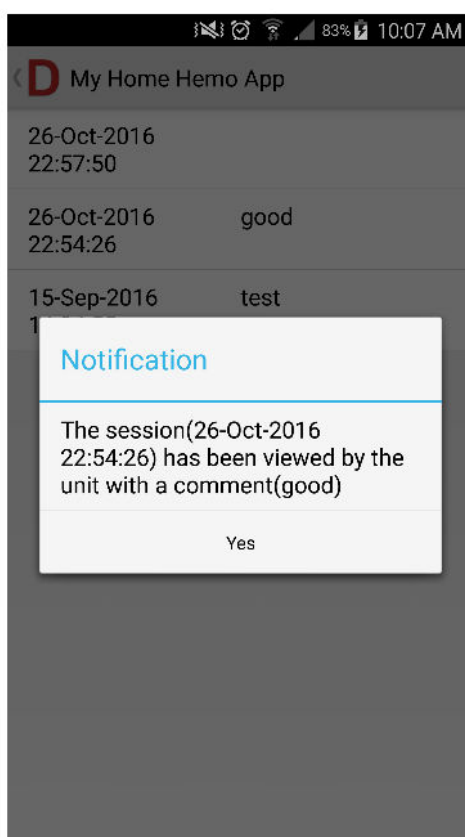 83% 10:07 AM
D My Home Hemo App
26-Oct-2016
22:57:50
26-Oct-2016 good
22:54:26
15-Sep-2016 test
Notification
The session(26-Oct-2016
22:54:26) has been viewed by the
unit with a comment(good)
Yes